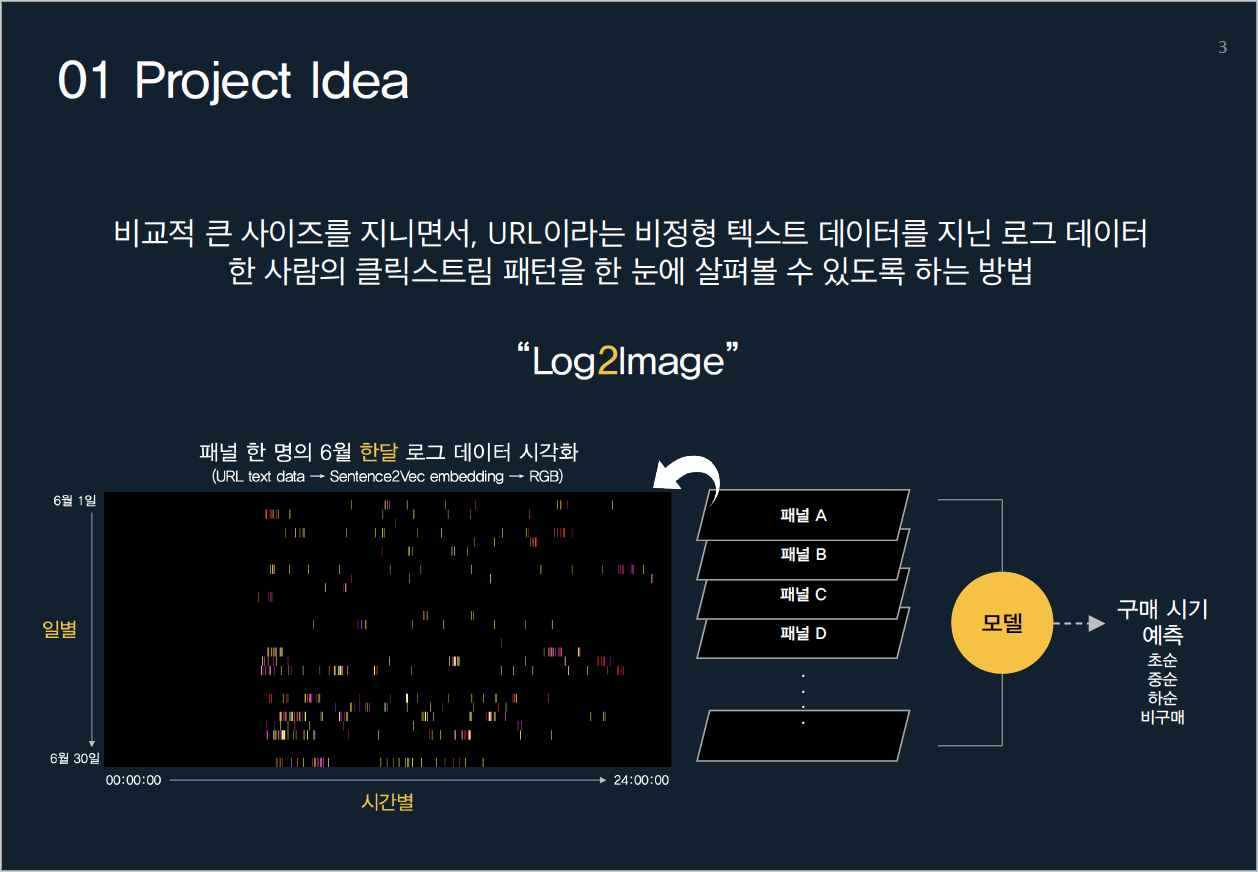 3
01 Project Idea
비교적 큰 사이즈를 지니면서, URL이라는 비정형 텍스트 데이터를 지닌 로그 데이터
한 사람의 클릭스트림 패턴을 한 눈에 살펴볼 수 있도록 하는 방법
“Log2Image”
패널 한 명의 6월 한달 로그 데이터 시각화
(URL text data → Sentence2Vec embedding → RGB)
6월 1일
일별
6월 30일
00:00:00
24:00:00
시간별
패널 A
패널 B
패널 C
패널 D
모델
구매 시기
예측
초순
중순
하순
비구매